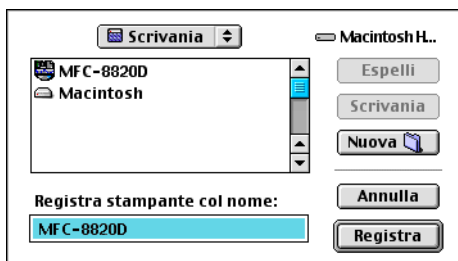 Scrivania
Macintosh H...
MFC-8820D
Macintosh
Espelli
Scrivania
Nuova
Registra stampante col nome:
MFC-8820D
Annulla
Registra